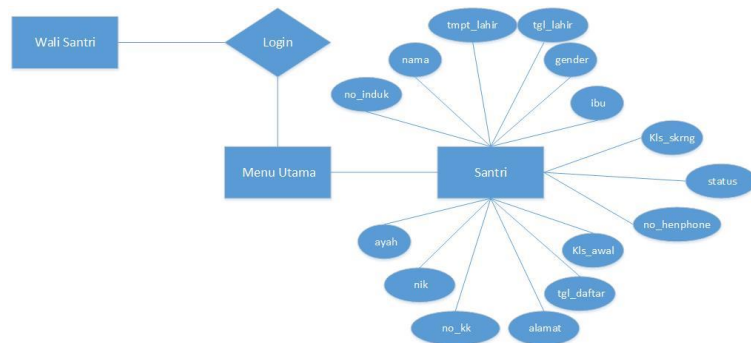 tmpt_lahir
tgl_lahir
Wali Santri
Login
nama
gender
no_induk
ibu
Kls_skrng
Menu Utama
Santri
status
no_henphone
ayah
Kls_awal
nik
tgl_daftar
no_kk
alamat